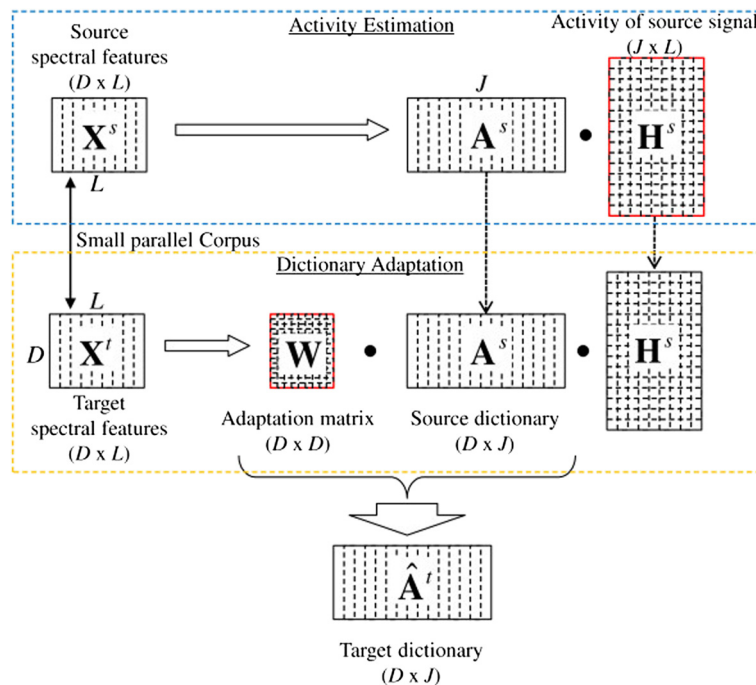 Source
spectral features
(D x L)
Activity Estimation
Activity of source signal
(J x L)
J
X^s
A^s
•
H^s
L
Small parallel Corpus
Dictionary Adaptation
L
D
X^t
W
•
A^s
•
H^s
Target
spectral features
(D x L)
Adaptation matrix
(D x D)
Source dictionary
(D x J)
Â^t
Target dictionary
(D x J)